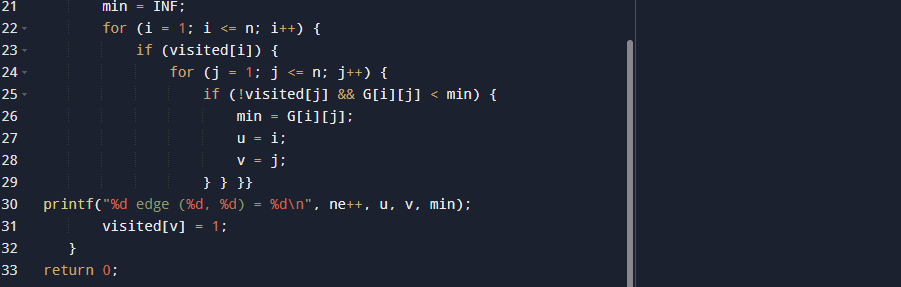 21 min = INF;
22 for (i = 1; i <= n; i++) {
23 if (visited[i]) {
24 for (j = 1; j <= n; j++) {
25 if (!visited[j] && G[i][j] < min) {
26 min = G[i][j];
27 u = i;
28 v = j;
29 } } }}
30 printf("%d edge (%d, %d) = %d\n", ne++, u, v, min);
31 visited[v] = 1;
32 }
33 return 0;